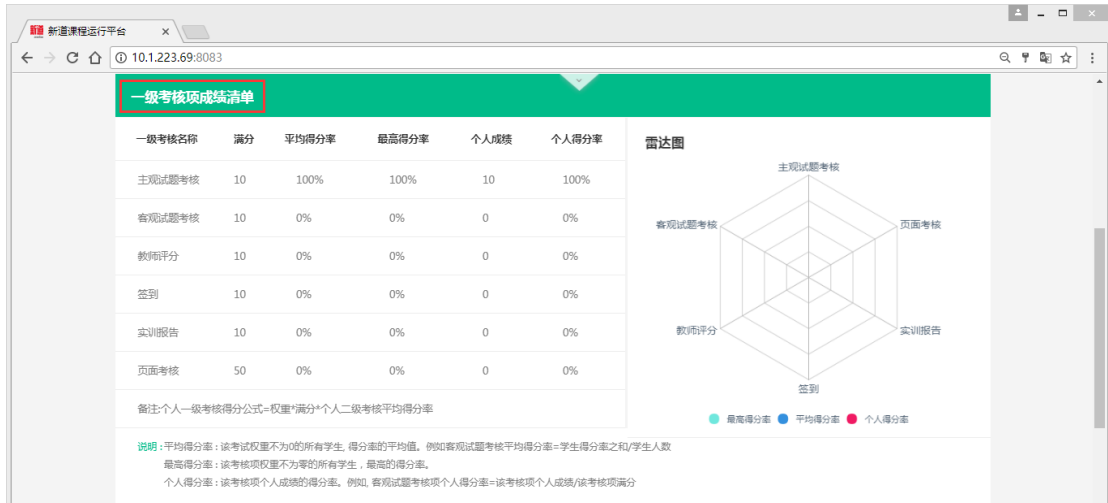 新道课程运行平台
10.1.223.69:8083
一级考核项成绩清单
一级考核名称 满分 平均得分率 最高得分率 个人成绩 个人得分率
主观试题考核 10 100% 100% 10 100%
客观试题考核 10 0% 0% 0 0%
教师评分 10 0% 0% 0 0%
签到 10 0% 0% 0 0%
实训报告 10 0% 0% 0 0%
页面考核 50 0% 0% 0 0%
备注:个人一级考核得分公式=权重*满分*个人二级考核平均得分率
雷达图
主观试题考核
客观试题考核
页面考核
教师评分
实训报告
签到
最高得分率 平均得分率 个人得分率
说明 : 平均得分率 : 该考试权重不为0的所有学生, 得分率的平均值。例如客观试题考核平均得分率=学生得分率之和/学生人数
最高得分率 : 该考核项权重不为零的所有学生 , 最高的得分率。
个人得分率 : 该考核项个人成绩的得分率。例如, 客观试题考核项个人得分率=该考核项个人成绩/该考核项满分